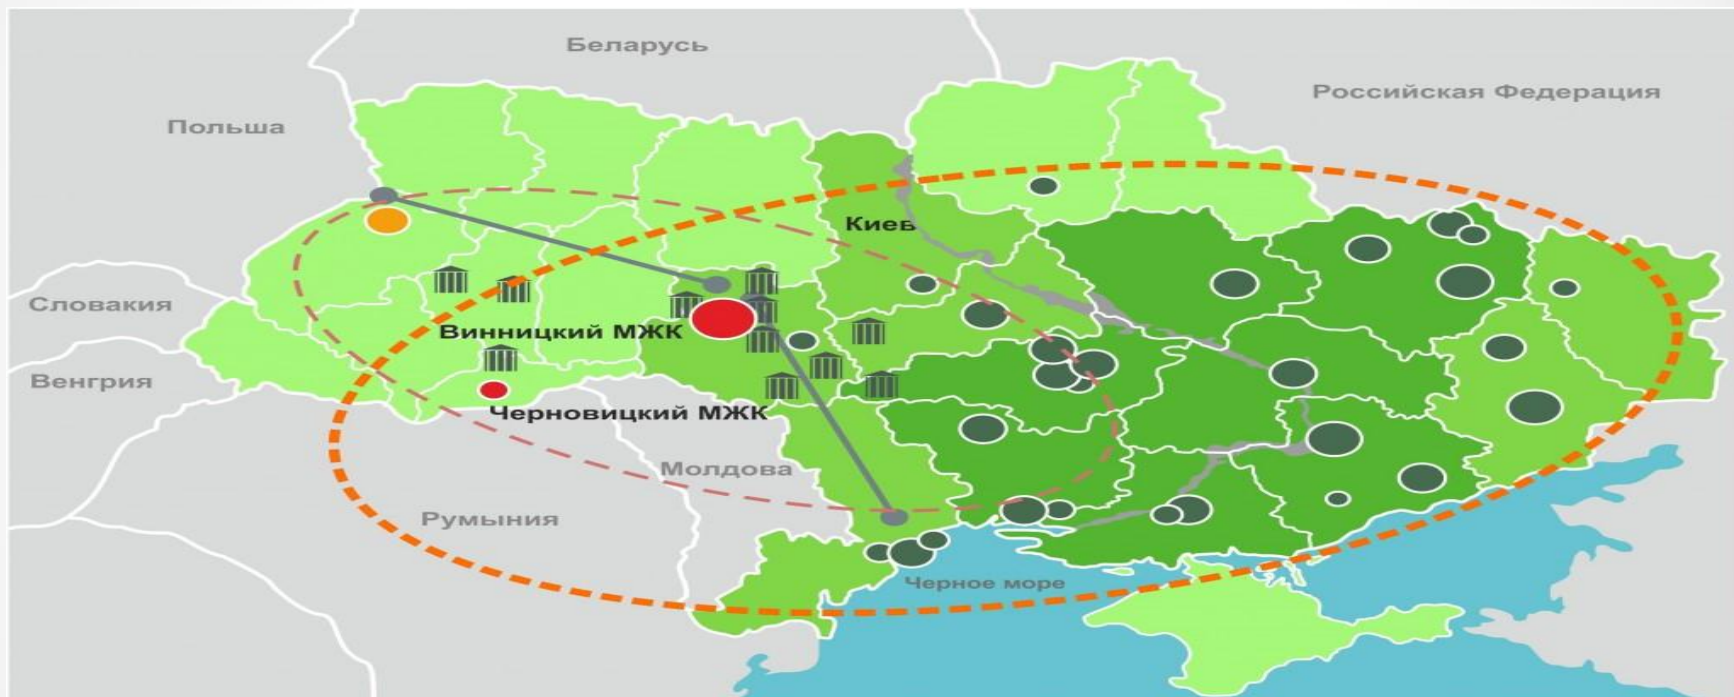 Беларусь
Российская Федерация
Польша
Киев
Словакия
Винницкий МЖК
Венгрия
Черновицкий МЖК
Молдова
Румыния
Черное море